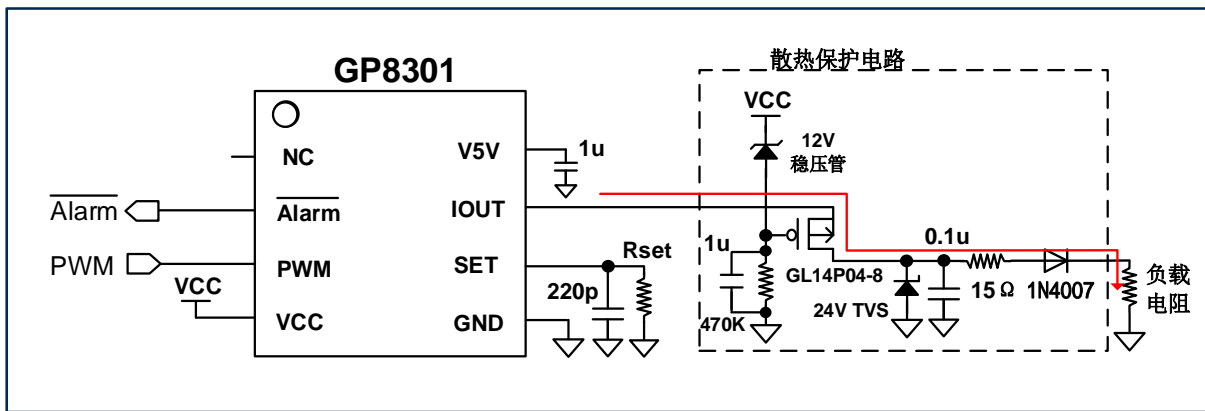 GP8301
散热保护电路
VCC
12V
稳压管
NC
V5V
1u
Alarm
Alarm
IOUT
PWM
PWM
SET
Rset
VCC
VCC
220p
GND
1u
470K
GL14P04-8
24V TVS
0.1u
15 Ω
1N4007
负载
电阻